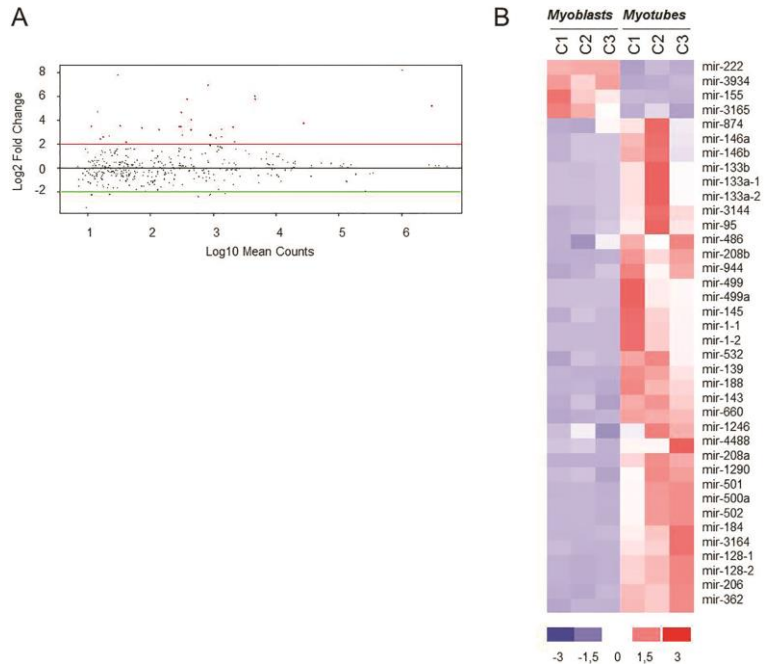 A
Log2 Fold Change
8
6
4
2
0
-2
1 2 3 4 5 6
Log10 Mean Counts
B
Myoblasts Myotubes
C1 C2 C3 C1 C2 C3
mir-222
mir-3934
mir-155
mir-3165
mir-874
mir-146a
mir-146b
mir-133b
mir-133a-1
mir-133a-2
mir-3144
mir-95
mir-486
mir-208b
mir-944
mir-499
mir-499a
mir-145
mir-1-1
mir-1-2
mir-532
mir-139
mir-188
mir-143
mir-660
mir-1246
mir-4488
mir-208a
mir-1290
mir-501
mir-500a
mir-502
mir-184
mir-3164
mir-128-1
mir-128-2
mir-206
mir-362
-3 -1,5 0 1,5 3